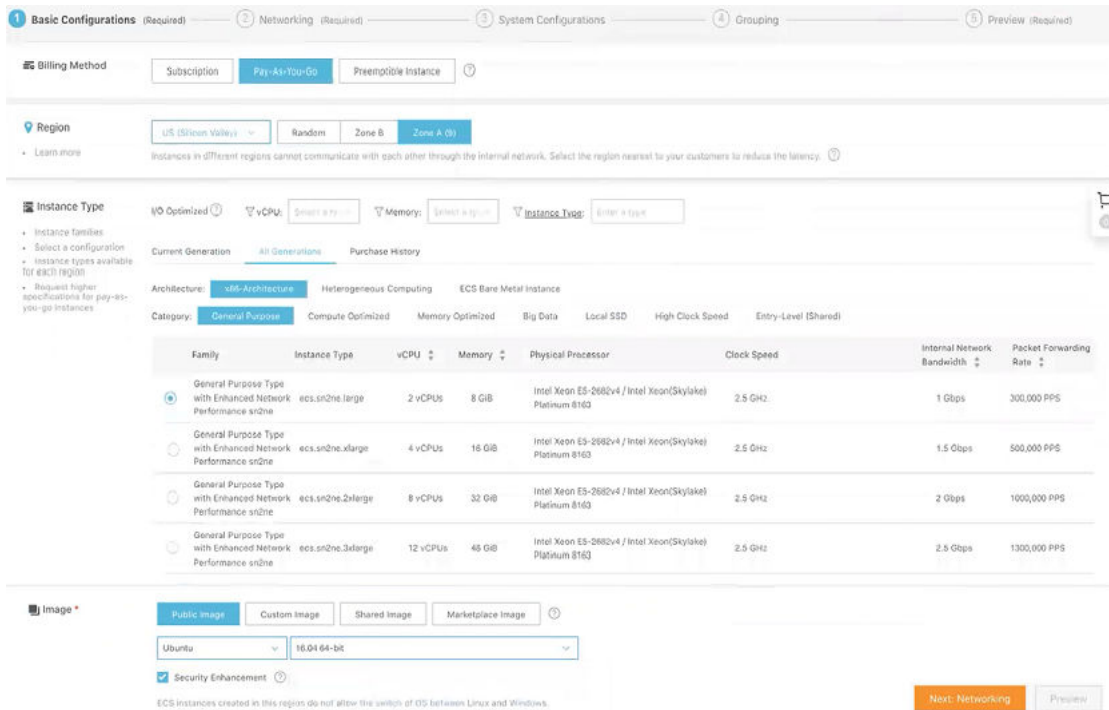 1 Basic Configurations (Required) 2 Networking (Required) 3 System Configurations 4 Grouping 5 Preview (Required)
Billing Method Subscription Pay-As-You-Go Preemptible Instance ?
Region US (Silicon Valley) Random Zone B Zone A (9)
• Learn more Instances in different regions cannot communicate with each other through the internal network. Select the region nearest to your customers to reduce the latency. ?
Instance Type I/O Optimized ? vCPU: Select a ty Memory: Select a ty Instance Type: Enter a type
• Instance families
• Select a configuration
• Instance types available
for each region
• Request higher
specifications for pay-as-
you-go instances
Current Generation All Generations Purchase History
Architecture: x86-Architecture Heterogeneous Computing ECS Bare Metal Instance
Category: General Purpose Compute Optimized Memory Optimized Big Data Local SSD High Clock Speed Entry-Level (Shared)
Family Instance Type vCPU Memory Physical Processor Clock Speed Internal Network Bandwidth Packet Forwarding Rate
General Purpose Type
with Enhanced Network ecs.sn2ne.large 2 vCPUs 8 GiB Intel Xeon E5-2682v4 / Intel Xeon(Skylake) Platinum 8163 2.5 GHz 1 Gbps 300,000 PPS
Performance sn2ne
General Purpose Type
with Enhanced Network ecs.sn2ne.xlarge 4 vCPUs 16 GiB Intel Xeon E5-2682v4 / Intel Xeon(Skylake) Platinum 8163 2.5 GHz 1.5 Gbps 500,000 PPS
Performance sn2ne
General Purpose Type
with Enhanced Network ecs.sn2ne.2xlarge 8 vCPUs 32 GiB Intel Xeon E5-2682v4 / Intel Xeon(Skylake) Platinum 8163 2.5 GHz 2 Gbps 1000,000 PPS
Performance sn2ne
General Purpose Type
with Enhanced Network ecs.sn2ne.3xlarge 12 vCPUs 48 GiB Intel Xeon E5-2682v4 / Intel Xeon(Skylake) Platinum 8163 2.5 GHz 2.5 Gbps 1300,000 PPS
Performance sn2ne
Image * Public Image Custom Image Shared Image Marketplace Image ?
Ubuntu 16.04 64-bit
Security Enhancement ?
ECS instances created in this region do not allow the switch of OS between Linux and Windows.
Next: Networking Preview